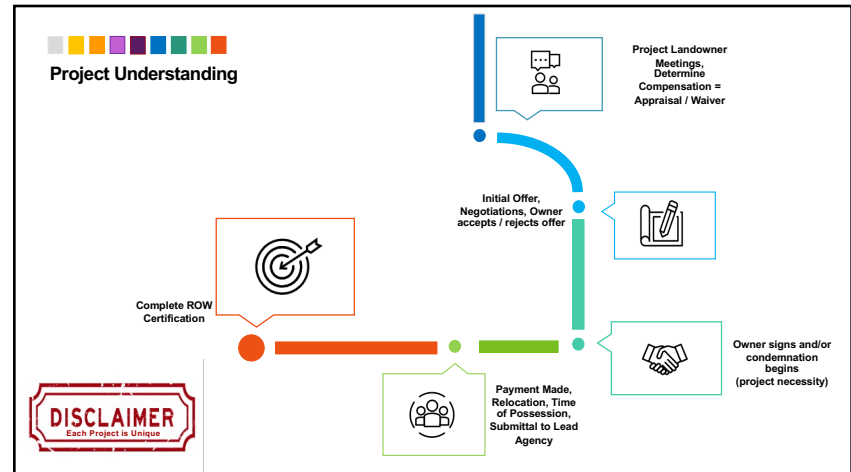 Project Understanding
Project Landowner
Meetings,
Determine
Compensation =
Appraisal / Waiver
Initial Offer,
Negotiations, Owner
accepts / rejects offer
Owner signs and/or
condemnation
begins
(project necessity)
Payment Made,
Relocation, Time
of Possession,
Submittal to Lead
Agency
Complete ROW
Certification
DISCLAIMER
Each Project is Unique